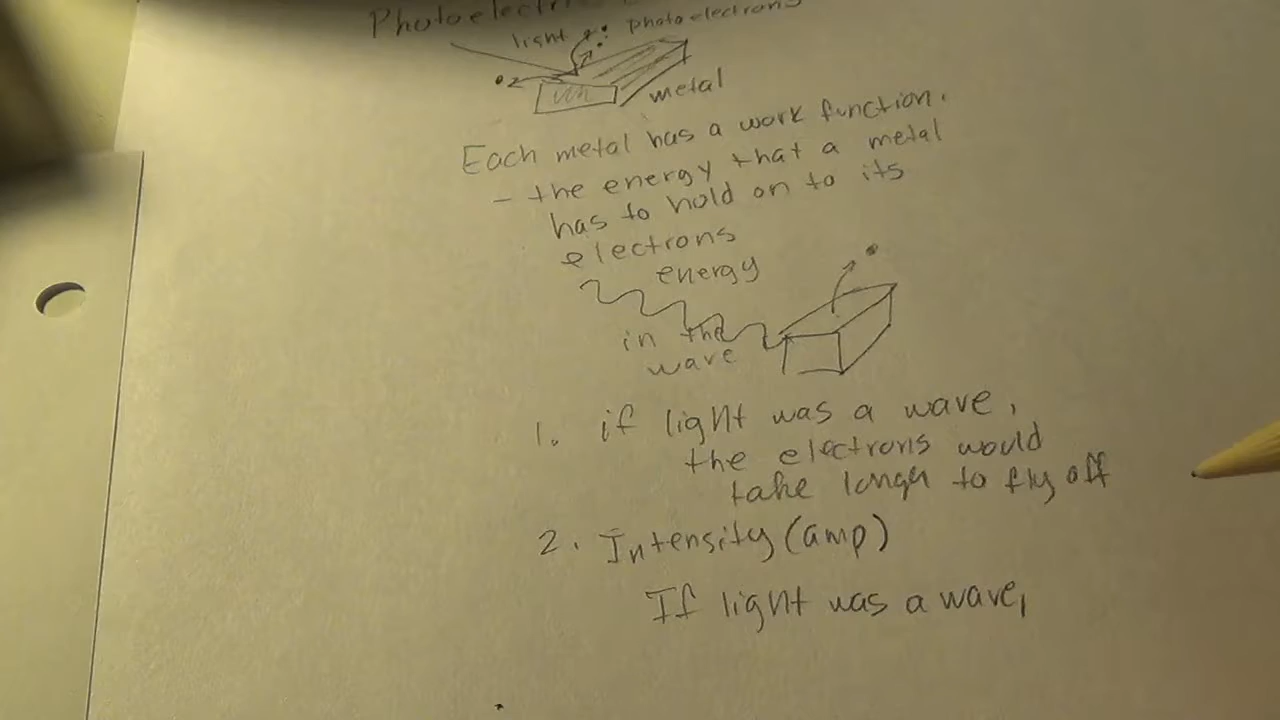 Photoelectri
light photoelectrons
metal
Each metal has a work function.
- the energy that a metal
has to hold on to its
electrons
energy
in the
wave
1. if light was a wave,
the electrons would
take longer to fly off
2. Intensity (amp)
If light was a wave,